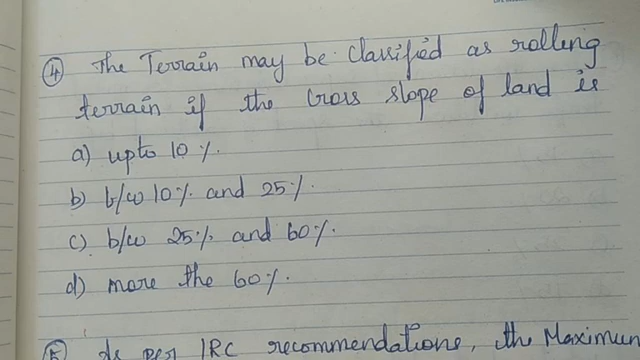 ④ The Terrain may be classified as rolling
terrain if the cross slope of land is
a) upto 10%.
b) b/w 10% and 25%.
c) b/w 25% and 60%.
d) more the 60%.
⑤ As per IRC recommendations, the Maximum